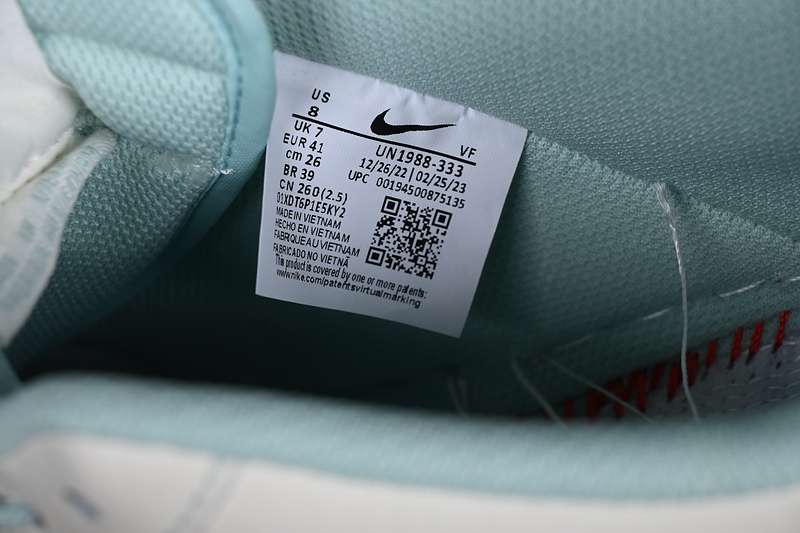 US
8
UK 7
EUR 41
cm 26
BR 39
CN 260(2.5)
01XDT6P1E5KY2
MADE IN VIETNAM
HECHO EN VIETNAM
FABRIQUE AU VIETNAM
FABRICADO NO VIETNÃ
VF
UN1988-333
12/26/22 | 02/25/23
UPC 00194500875135
The product is covered by one or more patents:
www.nike.com/patentsvirtualmarking